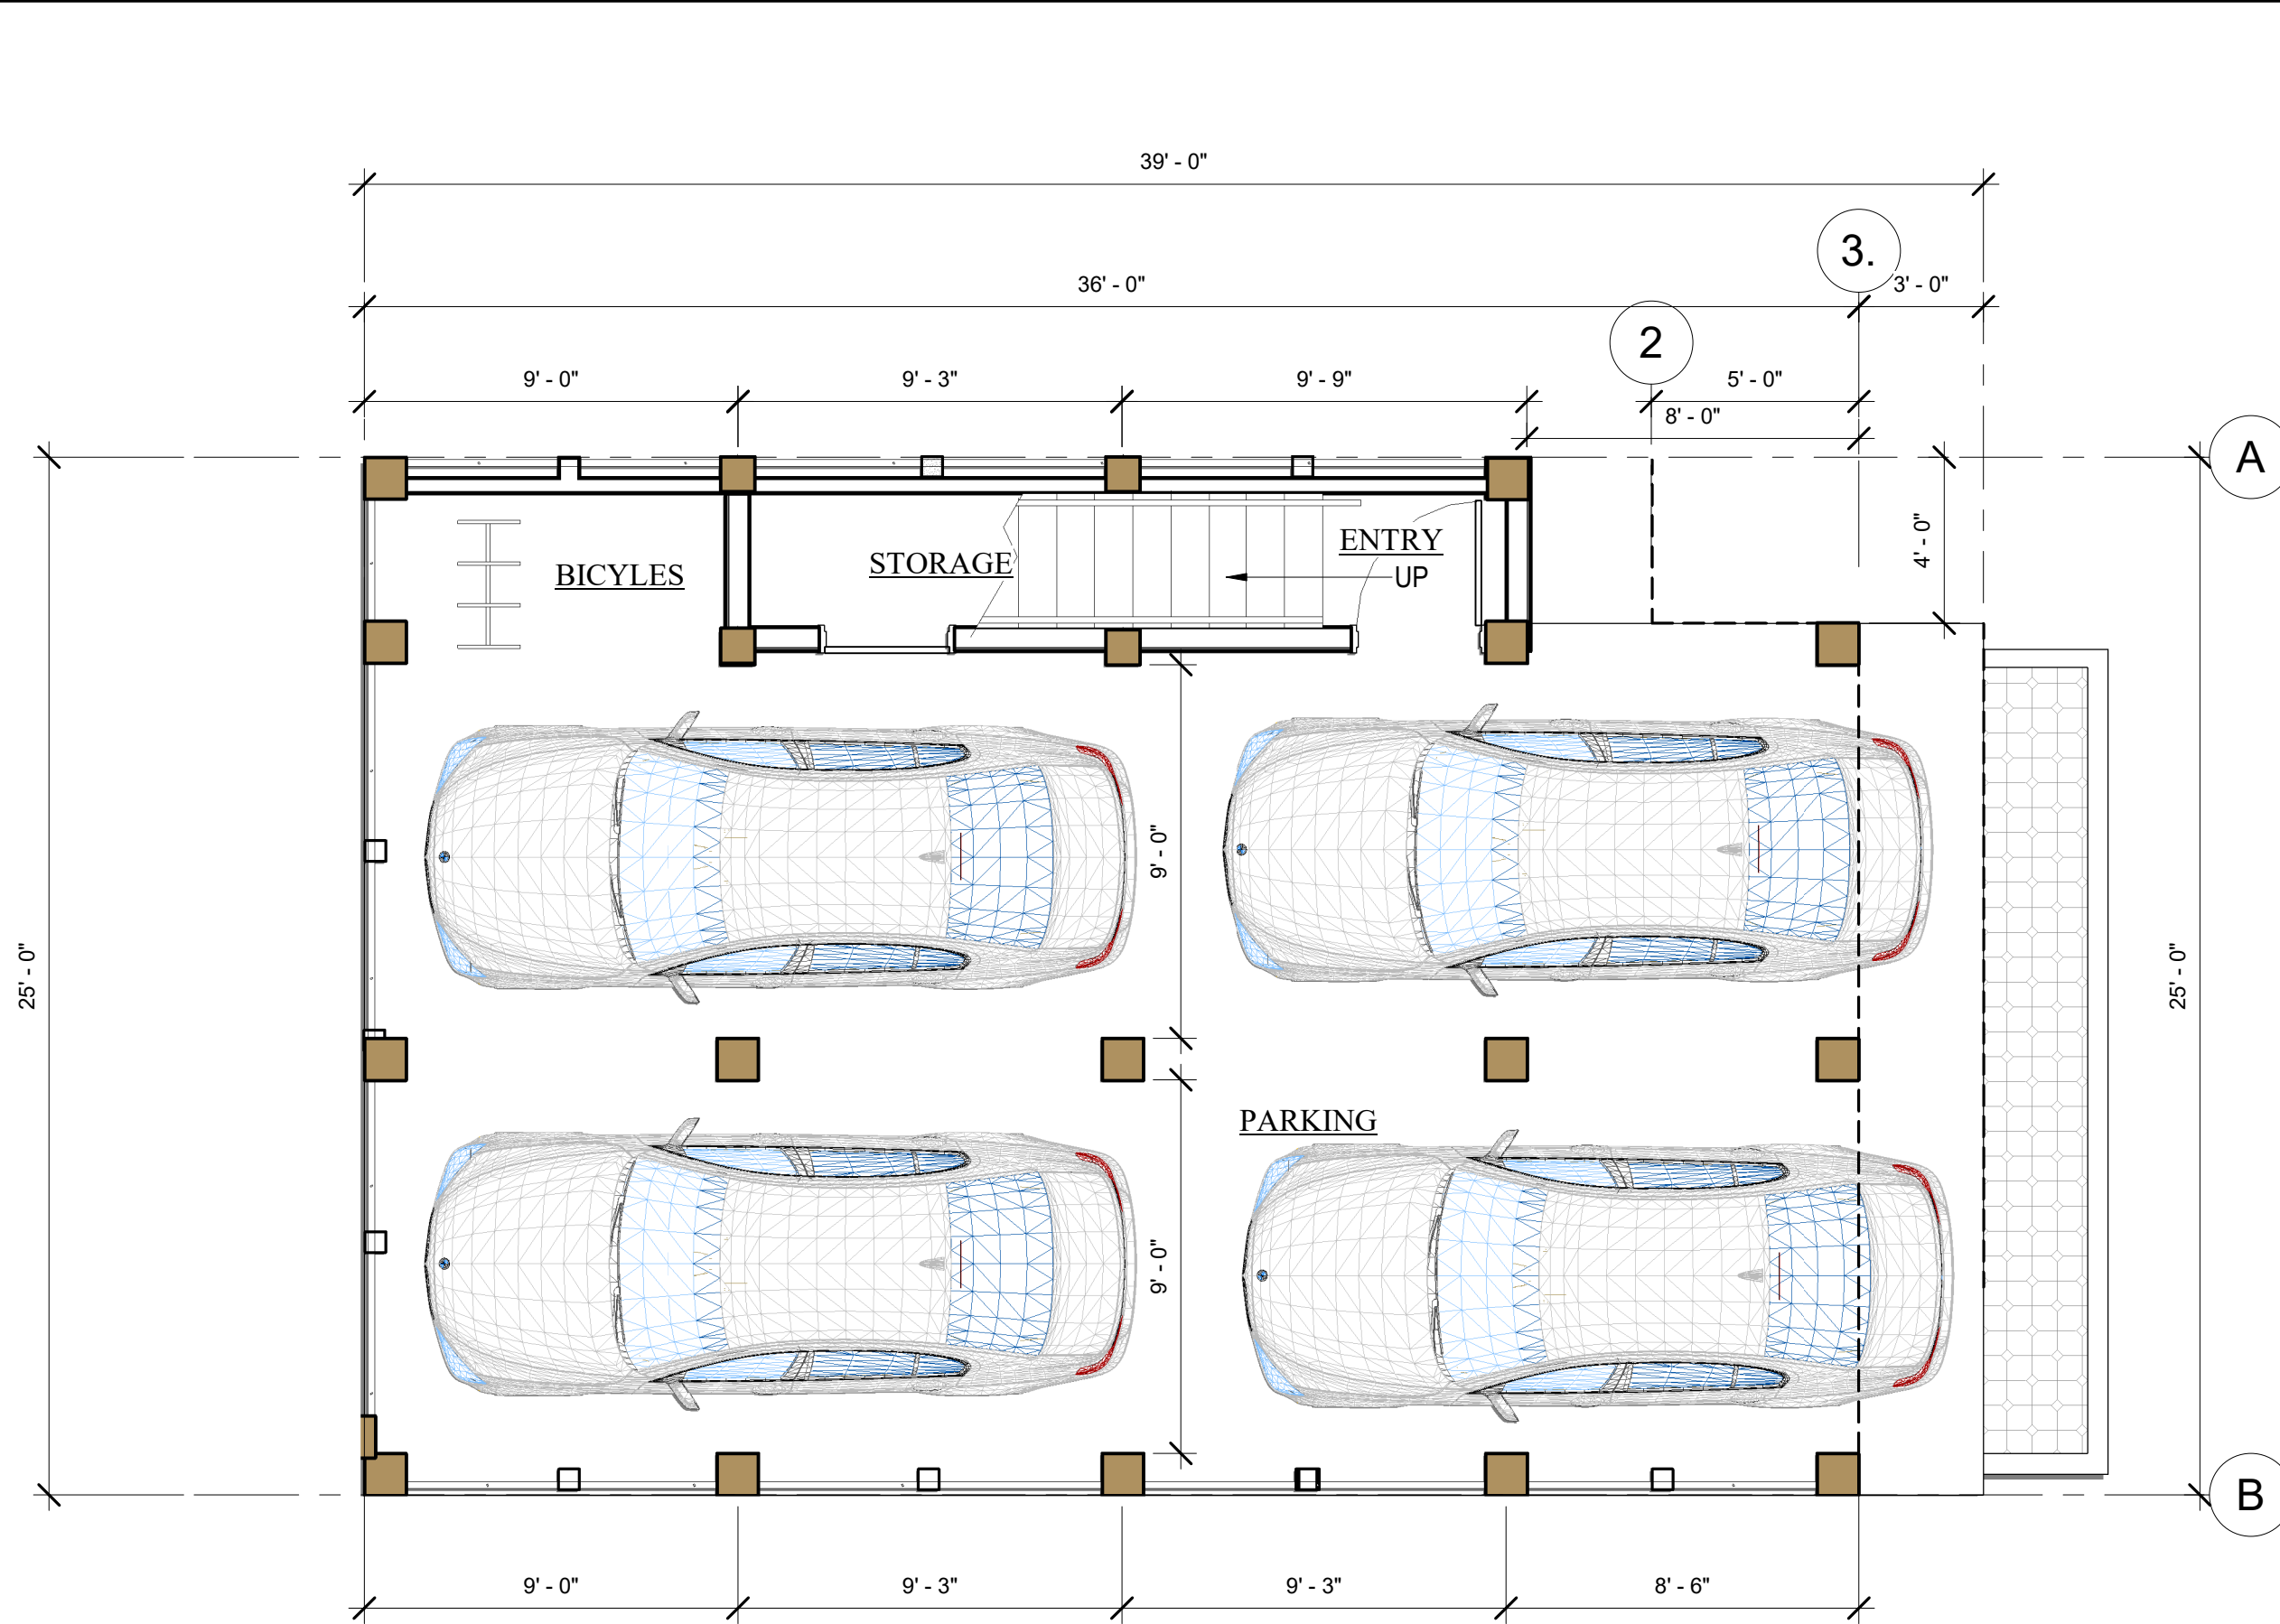 39' - 0"
3.
36' - 0"
3' - 0"
2
9' - 0"
9' - 3"
9' - 9"
5' - 0"
8' - 0"
A
4' - 0"
ENTRY
STORAGE
BICYLES
UP
9' - 0"
25' - 0"
25' - 0"
PARKING
9' - 0"
B
9' - 0"
9' - 3"
9' - 3"
8' - 6"